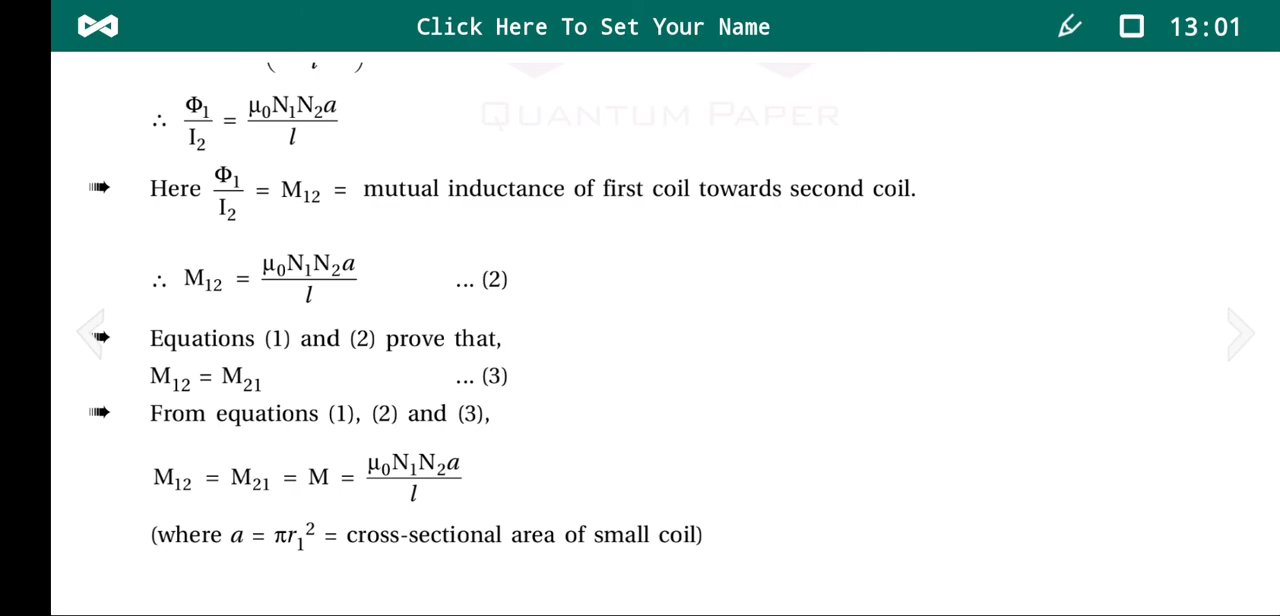 Click Here To Set Your Name 13:01
QUANTUM PAPER
∴ Φ₁/I₂ = μ₀N₁N₂a/l
➠ Here Φ₁/I₂ = M₁₂ = mutual inductance of first coil towards second coil.
∴ M₁₂ = μ₀N₁N₂a/l ... (2)
➠ Equations (1) and (2) prove that,
M₁₂ = M₂₁ ... (3)
➠ From equations (1), (2) and (3),
M₁₂ = M₂₁ = M = μ₀N₁N₂a/l
(where a = πr₁² = cross-sectional area of small coil)